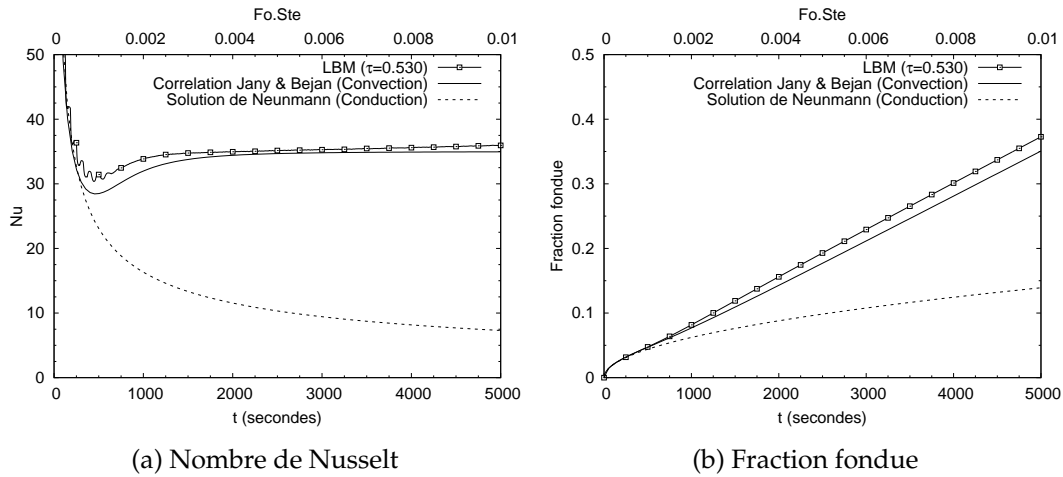 Fo.Ste
0 0.002 0.004 0.006 0.008 0.01
50
40
30
20
10
0
Nu
LBM (τ=0.530)
Correlation Jany & Bejan (Convection)
Solution de Neunmann (Conduction)
0 1000 2000 3000 4000 5000
t (secondes)
(a) Nombre de Nusselt
Fo.Ste
0 0.002 0.004 0.006 0.008 0.01
0.5
0.4
0.3
0.2
0.1
0
Fraction fondue
LBM (τ=0.530)
Correlation Jany & Bejan (Convection)
Solution de Neunmann (Conduction)
0 1000 2000 3000 4000 5000
t (secondes)
(b) Fraction fondue